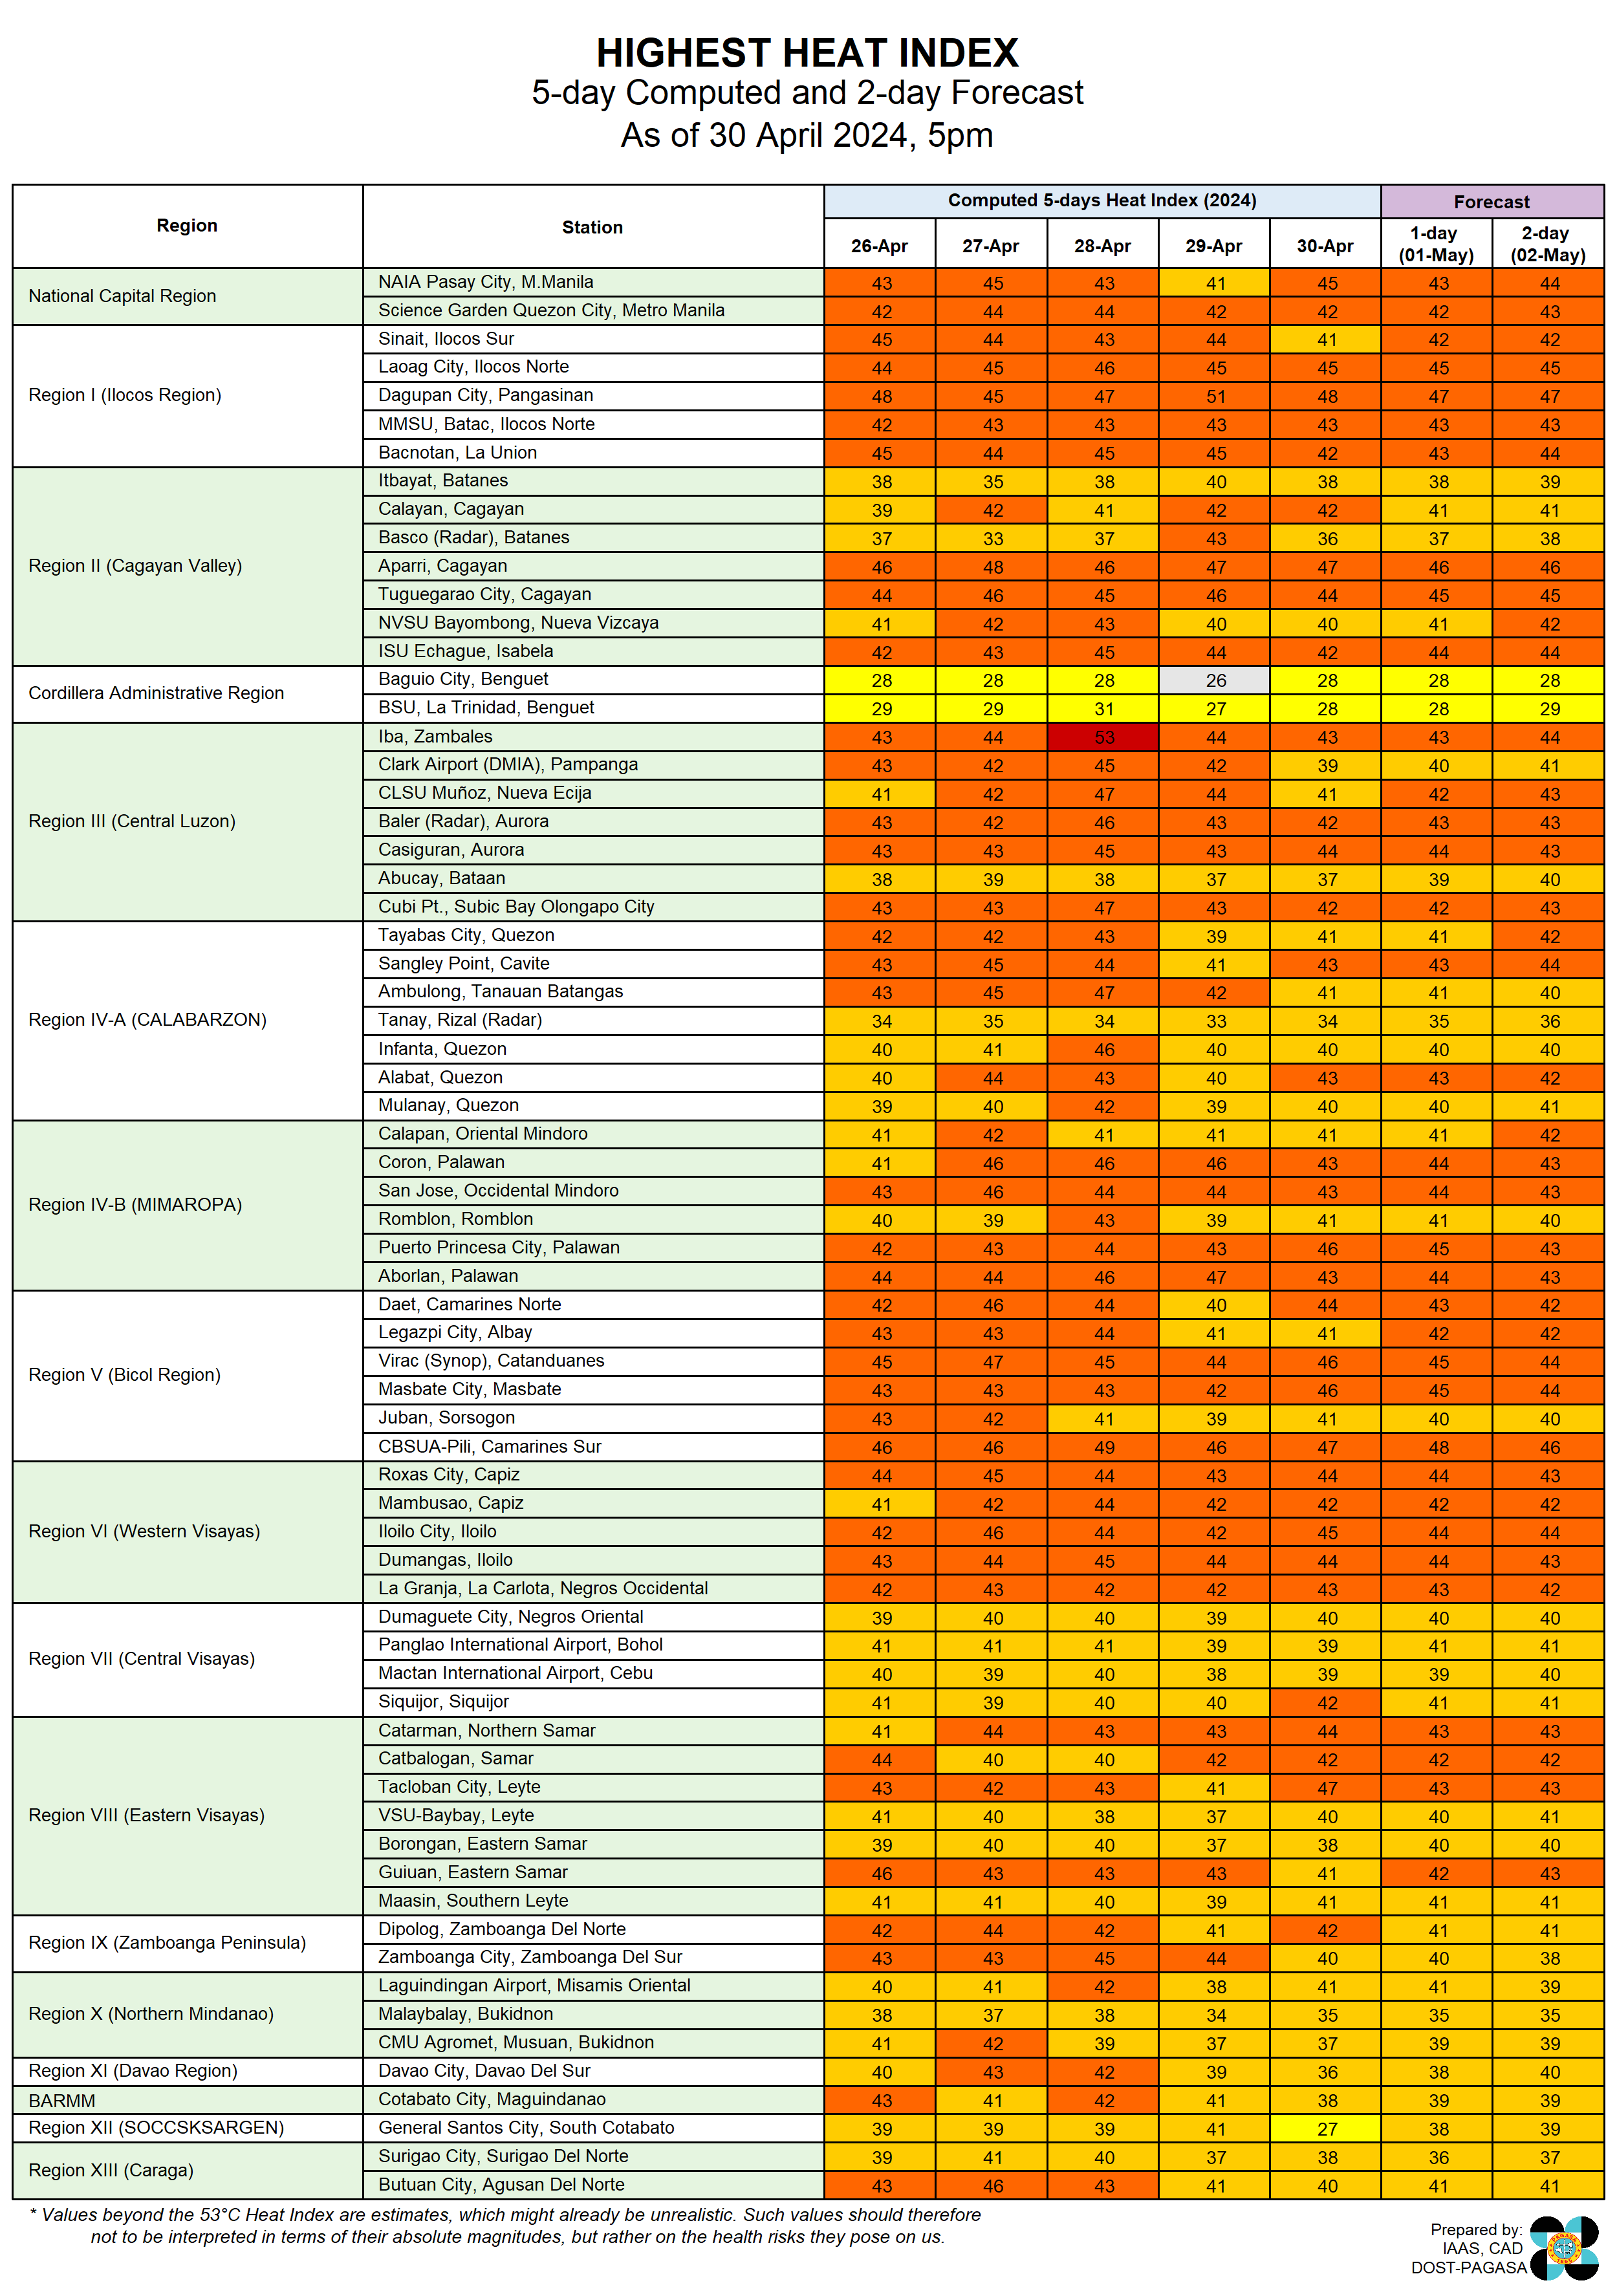 HIGHEST HEAT INDEX
5-day Computed and 2-day Forecast
As of 30 April 2024, 5pm
Region Station Computed 5-days Heat Index (2024) Forecast
26-Apr 27-Apr 28-Apr 29-Apr 30-Apr 1-day (01-May) 2-day (02-May)
National Capital Region
NAIA Pasay City, M.Manila 43 45 43 41 45 43 44
Science Garden Quezon City, Metro Manila 42 44 44 42 42 42 43
Region I (Ilocos Region)
Sinait, Ilocos Sur 45 44 43 44 41 42 42
Laoag City, Ilocos Norte 44 45 46 45 45 45 45
Dagupan City, Pangasinan 48 45 47 51 48 47 47
MMSU, Batac, Ilocos Norte 42 43 43 43 43 43 43
Bacnotan, La Union 45 44 45 45 42 43 44
Region II (Cagayan Valley)
Itbayat, Batanes 38 35 38 40 38 38 39
Calayan, Cagayan 39 42 41 42 42 41 41
Basco (Radar), Batanes 37 33 37 43 36 37 38
Aparri, Cagayan 46 48 46 47 47 46 46
Tuguegarao City, Cagayan 44 46 45 46 44 45 45
NVSU Bayombong, Nueva Vizcaya 41 42 43 40 40 41 42
ISU Echague, Isabela 42 43 45 44 42 44 44
Cordillera Administrative Region
Baguio City, Benguet 28 28 28 26 28 28 28
BSU, La Trinidad, Benguet 29 29 31 27 28 28 29
Region III (Central Luzon)
Iba, Zambales 43 44 53 44 43 43 44
Clark Airport (DMIA), Pampanga 43 42 45 42 39 40 41
CLSU Muñoz, Nueva Ecija 41 42 47 44 41 42 43
Baler (Radar), Aurora 43 42 46 43 42 43 43
Casiguran, Aurora 43 43 45 43 44 44 43
Abucay, Bataan 38 39 38 37 37 39 40
Cubi Pt., Subic Bay Olongapo City 43 43 47 43 42 42 43
Region IV-A (CALABARZON)
Tayabas City, Quezon 42 42 43 39 41 41 42
Sangley Point, Cavite 43 45 44 41 43 43 44
Ambulong, Tanauan Batangas 43 45 47 42 41 41 40
Tanay, Rizal (Radar) 34 35 34 33 34 35 36
Infanta, Quezon 40 41 46 40 40 40 40
Alabat, Quezon 40 44 43 40 43 43 42
Mulanay, Quezon 39 40 42 39 40 40 41
Region IV-B (MIMAROPA)
Calapan, Oriental Mindoro 41 42 41 41 41 41 42
Coron, Palawan 41 46 46 46 43 44 43
San Jose, Occidental Mindoro 43 46 44 44 43 44 43
Romblon, Romblon 40 39 43 39 41 41 40
Puerto Princesa City, Palawan 42 43 44 43 46 45 43
Aborlan, Palawan 44 44 46 47 43 44 43
Region V (Bicol Region)
Daet, Camarines Norte 42 46 44 40 44 43 42
Legazpi City, Albay 43 43 44 41 41 42 42
Virac (Synop), Catanduanes 45 47 45 44 46 45 44
Masbate City, Masbate 43 43 43 42 46 45 44
Juban, Sorsogon 43 42 41 39 41 40 40
CBSUA-Pili, Camarines Sur 46 46 49 46 47 48 46
Region VI (Western Visayas)
Roxas City, Capiz 44 45 44 43 44 44 43
Mambusao, Capiz 41 42 44 42 42 42 42
Iloilo City, Iloilo 42 46 44 42 45 44 44
Dumangas, Iloilo 43 44 45 44 44 44 43
La Granja, La Carlota, Negros Occidental 42 43 42 42 43 43 42
Region VII (Central Visayas)
Dumaguete City, Negros Oriental 39 40 40 39 40 40 40
Panglao International Airport, Bohol 41 41 41 39 39 41 41
Mactan International Airport, Cebu 40 39 40 38 39 39 40
Siquijor, Siquijor 41 39 40 40 42 41 41
Region VIII (Eastern Visayas)
Catarman, Northern Samar 41 44 43 43 44 43 43
Catbalogan, Samar 44 40 40 42 42 42 42
Tacloban City, Leyte 43 42 43 41 47 43 43
VSU-Baybay, Leyte 41 40 38 37 40 40 41
Borongan, Eastern Samar 39 40 40 37 38 40 40
Guiuan, Eastern Samar 46 43 43 43 41 42 43
Maasin, Southern Leyte 41 41 40 39 41 41 41
Region IX (Zamboanga Peninsula)
Dipolog, Zamboanga Del Norte 42 44 42 41 42 41 41
Zamboanga City, Zamboanga Del Sur 43 43 45 44 40 40 38
Region X (Northern Mindanao)
Laguindingan Airport, Misamis Oriental 40 41 42 38 41 41 39
Malaybalay, Bukidnon 38 37 38 34 35 35 35
CMU Agromet, Musuan, Bukidnon 41 42 39 37 37 39 39
Region XI (Davao Region) Davao City, Davao Del Sur 40 43 42 39 36 38 40
BARMM Cotabato City, Maguindanao 43 41 42 41 38 39 39
Region XII (SOCCSKSARGEN) General Santos City, South Cotabato 39 39 39 41 27 38 39
Region XIII (Caraga)
Surigao City, Surigao Del Norte 39 41 40 37 38 36 37
Butuan City, Agusan Del Norte 43 46 43 41 40 41 41
* Values beyond the 53°C Heat Index are estimates, which might already be unrealistic. Such values should therefore
not to be interpreted in terms of their absolute magnitudes, but rather on the health risks they pose on us.
Prepared by:
IAAS, CAD
DOST-PAGASA